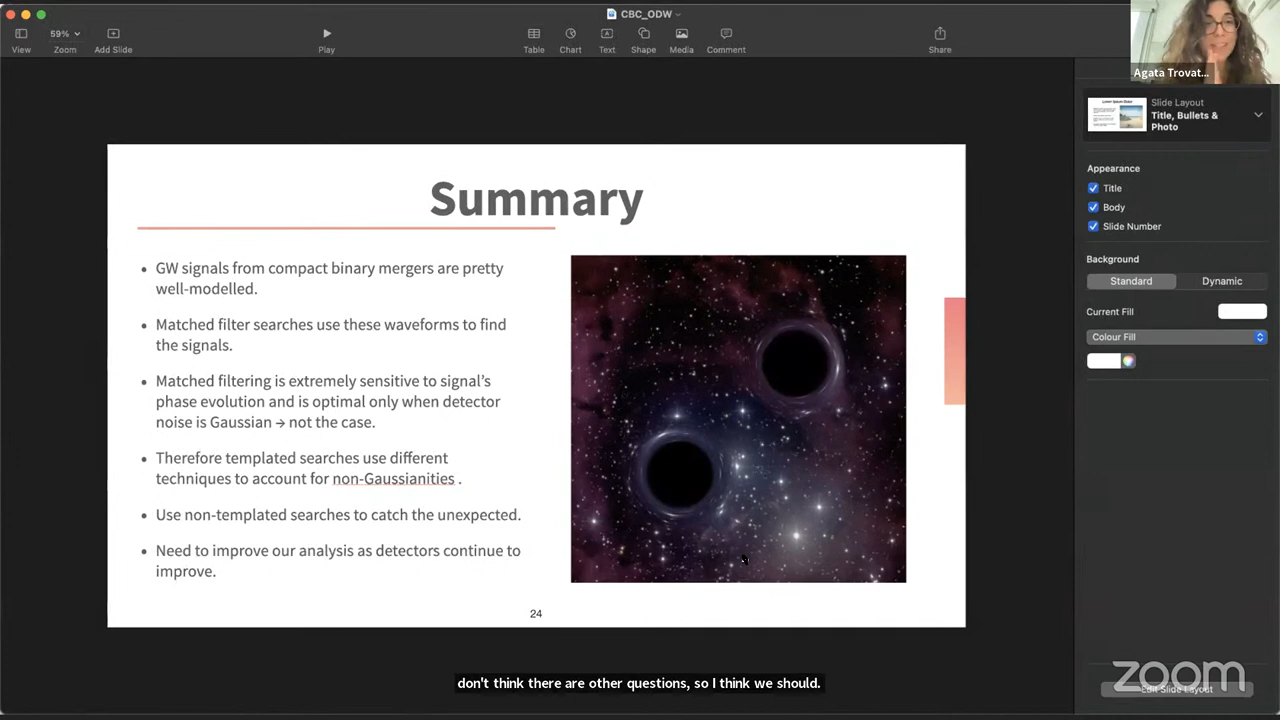 CBC_ODW
59%
View
Zoom
Add Slide
Play
Table
Chart
Text
Shape
Media
Comment
Share
Agata Trovat...
Slide Layout
Title, Bullets &
Photo
Appearance
Title
Body
Slide Number
Background
Standard
Dynamic
Current Fill
Colour Fill
Edit Slide Layout
Summary
• GW signals from compact binary mergers are pretty
well-modelled.
• Matched filter searches use these waveforms to find
the signals.
• Matched filtering is extremely sensitive to signal's
phase evolution and is optimal only when detector
noise is Gaussian → not the case.
• Therefore templated searches use different
techniques to account for non-Gaussianities .
• Use non-templated searches to catch the unexpected.
• Need to improve our analysis as detectors continue to
improve.
24
don't think there are other questions, so I think we should.
zoom